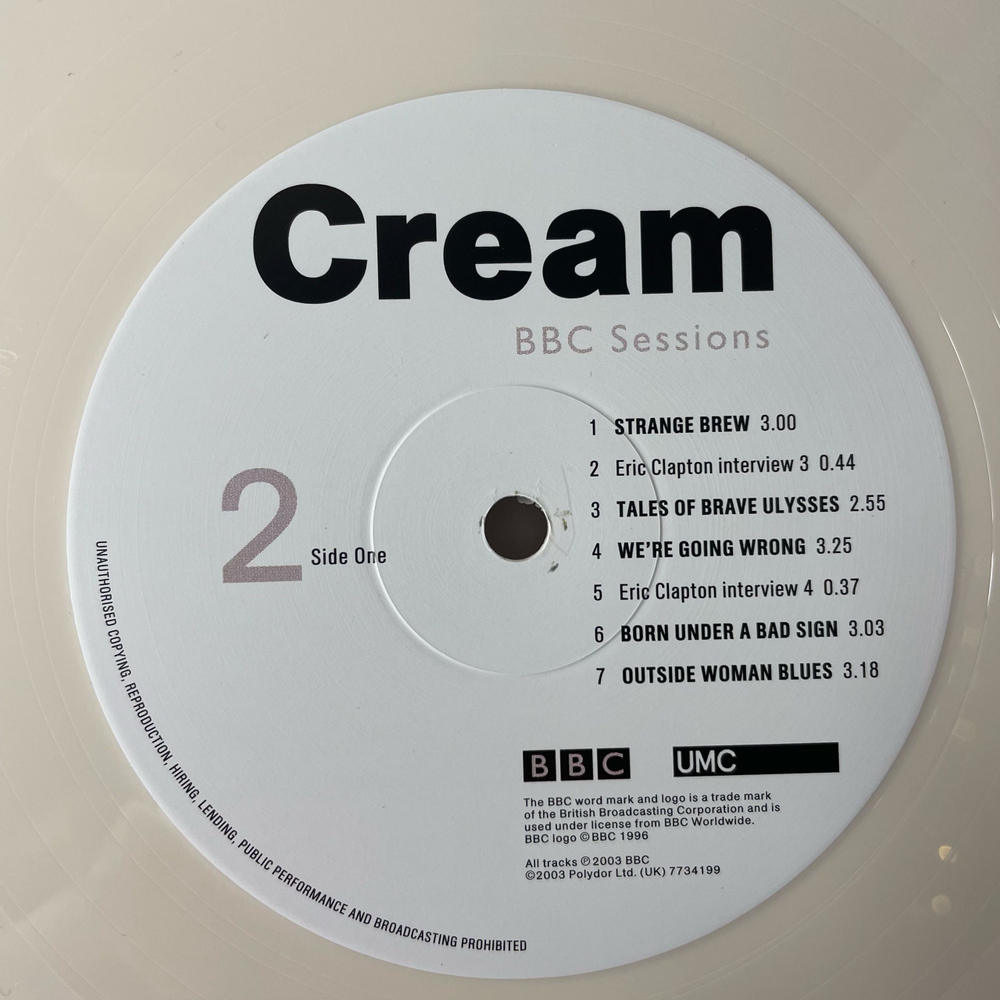 Cream
BBC Sessions
1 STRANGE BREW 3.00
2 Eric Clapton interview 3 0.44
3 TALES OF BRAVE ULYSSES 2.55
4 WE'RE GOING WRONG 3.25
5 Eric Clapton interview 4 0.37
6 BORN UNDER A BAD SIGN 3.03
7 OUTSIDE WOMAN BLUES 3.18
2 Side One
BBC UMC
The BBC word mark and logo is a trade mark
of the British Broadcasting Corporation and is
used under license from BBC Worldwide.
BBC logo © BBC 1996
All tracks ℗ 2003 BBC
©2003 Polydor Ltd. (UK) 7734199
UNAUTHORISED COPYING, REPRODUCTION, HIRING, LENDING, PUBLIC PERFORMANCE AND BROADCASTING PROHIBITED